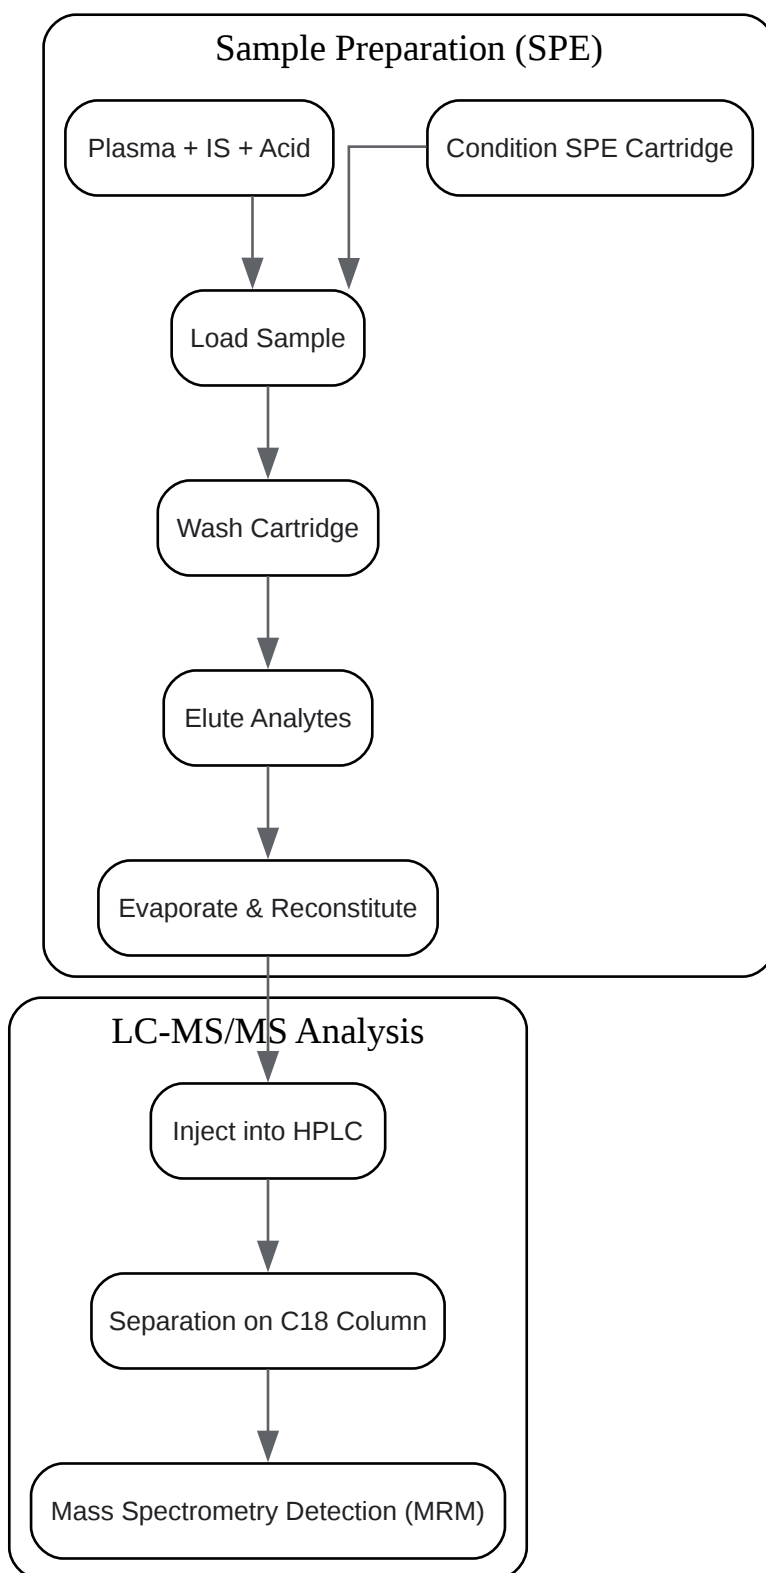 Sample Preparation (SPE)
Plasma + IS + Acid
Condition SPE Cartridge
Load Sample
Wash Cartridge
Elute Analytes
Evaporate & Reconstitute
LC-MS/MS Analysis
Inject into HPLC
Separation on C18 Column
Mass Spectrometry Detection (MRM)